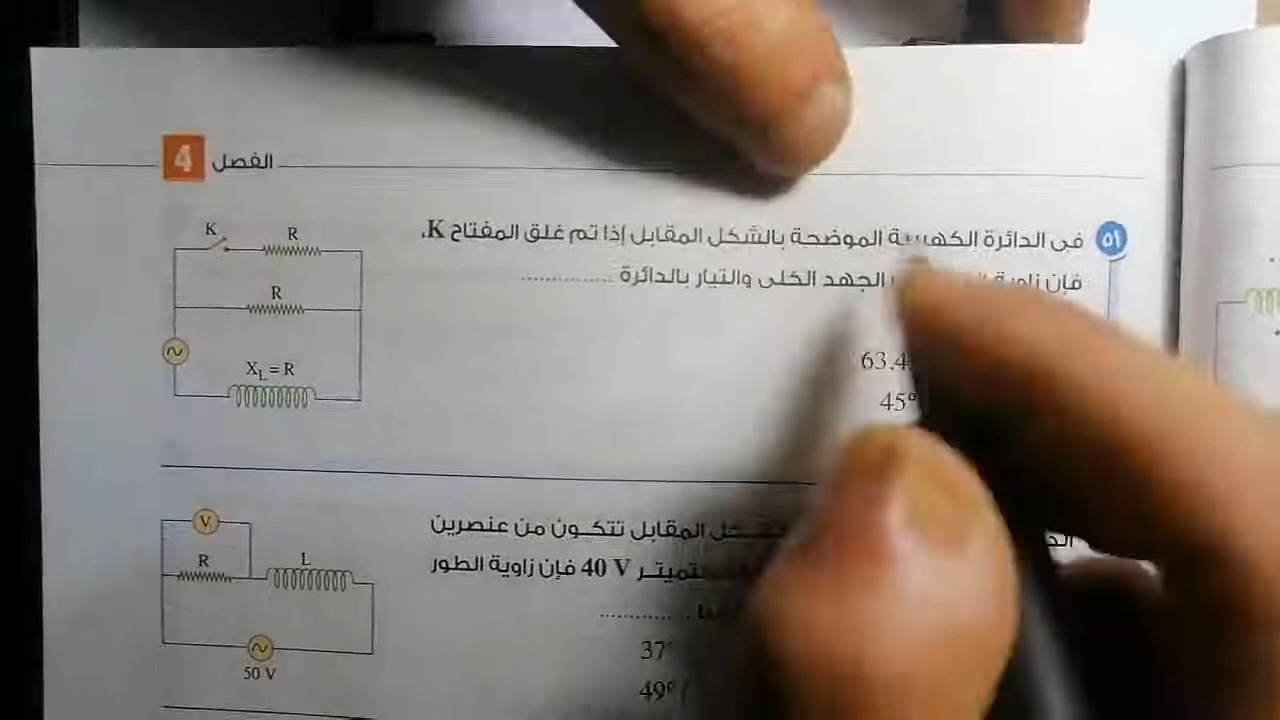 الفصل 4
٥١ فى الدائرة الكهربية الموضحة بالشكل المقابل إذا تم غلق المفتاح K،
فإن زاوية الجهد الكلى والتيار بالدائرة ..............
K
R
R
X_L = R
63.4
45°
المقابل تتكون من عنصرين
40 V فإن زاوية الطور
............
37°
49°
V
R
L
50 V